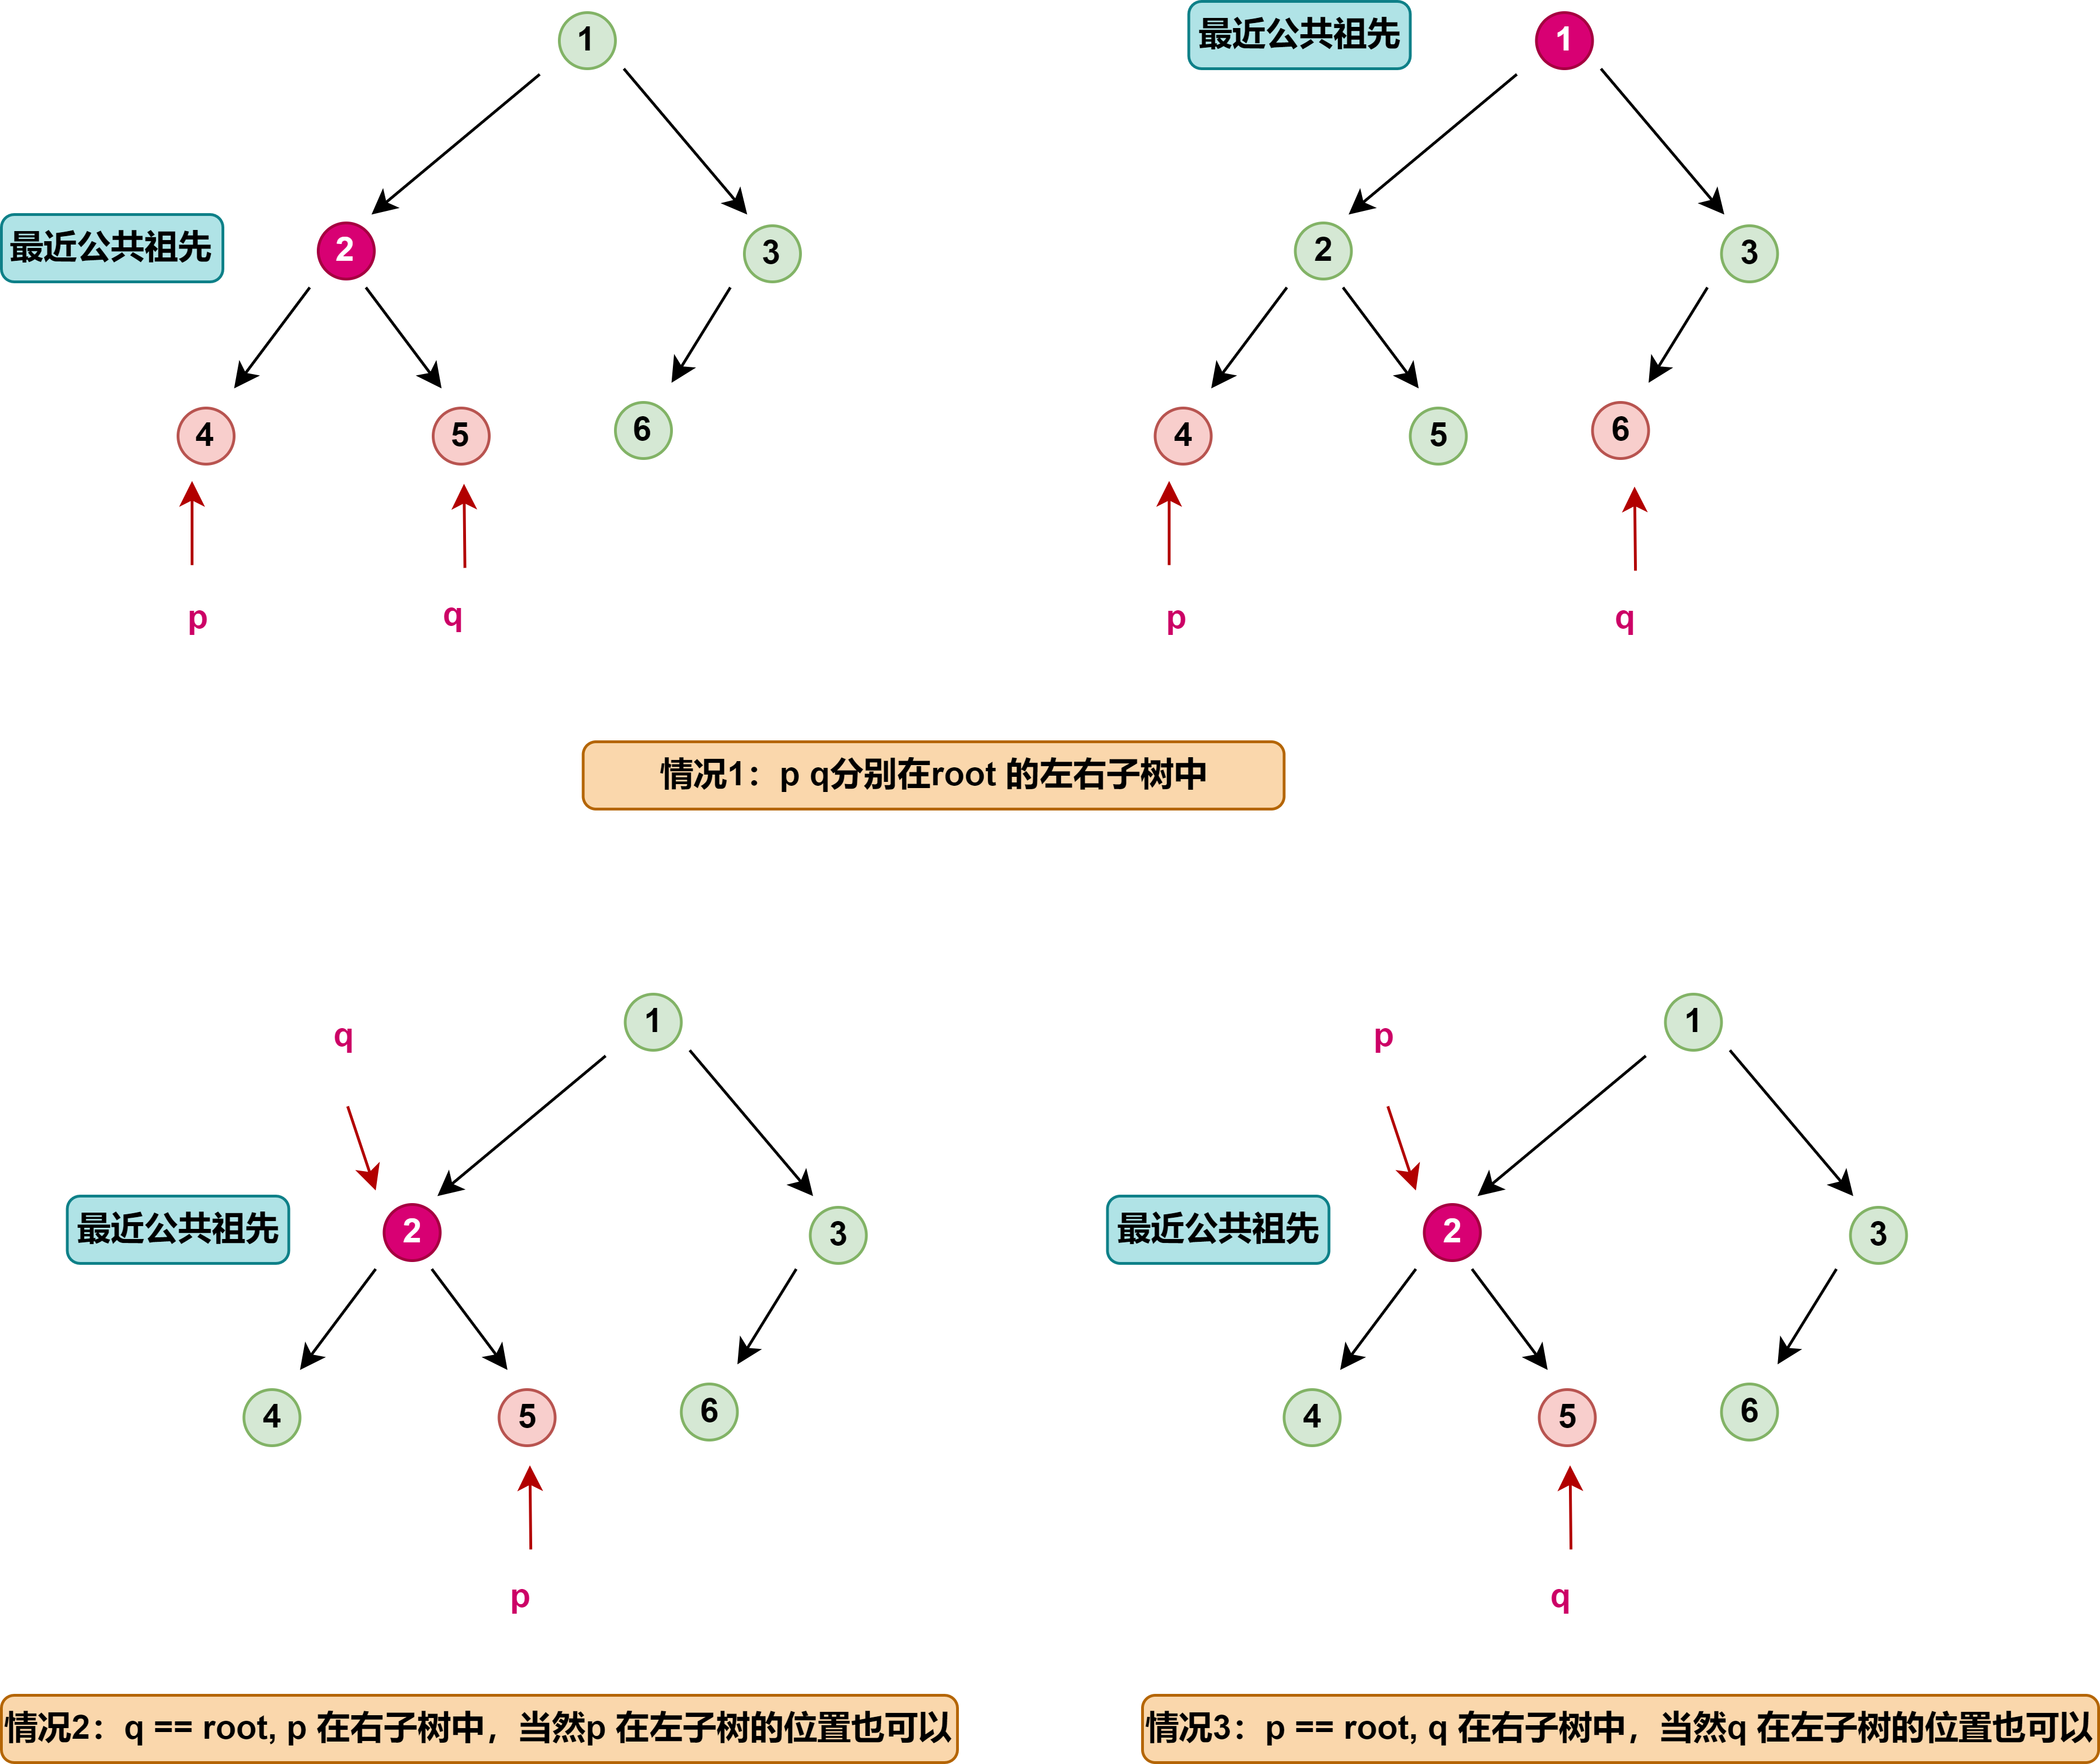 1
最近公共祖先
2
3
4
5
6
p
q
最近公共祖先
1
2
3
4
5
6
p
q
情况1：p q分别在root 的左右子树中
1
q
最近公共祖先
2
3
4
5
6
p
情况2：q == root, p 在右子树中，当然p 在左子树的位置也可以
1
p
最近公共祖先
2
3
4
5
6
q
情况3：p == root, q 在右子树中，当然q 在左子树的位置也可以